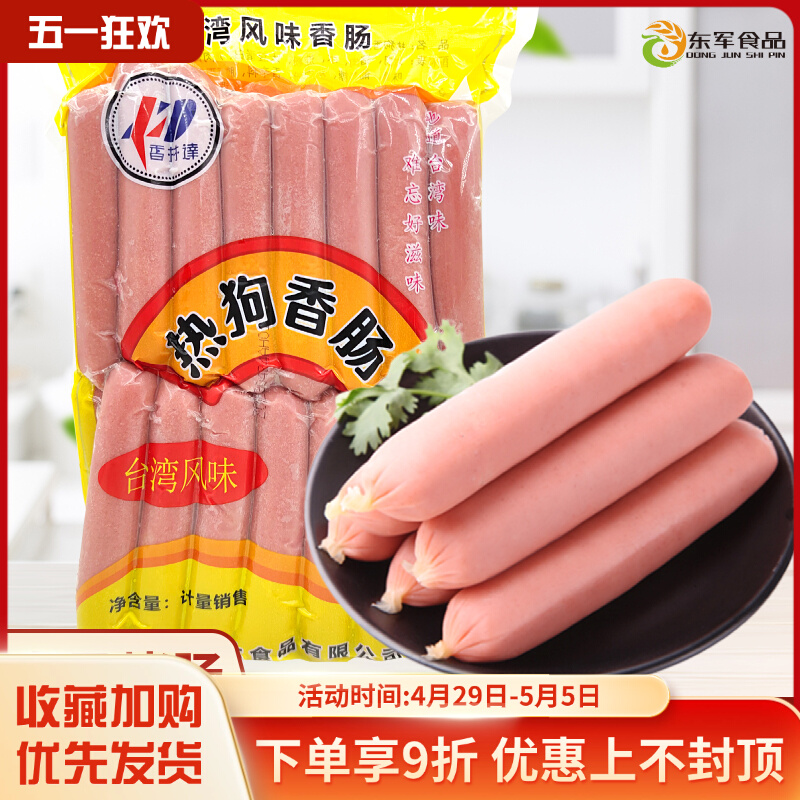 五一狂欢
湾风味香肠
东军食品
DONG JUN SHI PIN
香井達
台湾味
难忘好滋味
热狗香肠
台湾风味
净含量：计量销售
食品有限公司
收藏加购
优先发货
活动时间:4月29日-5月5日
下单享9折 优惠上不封顶